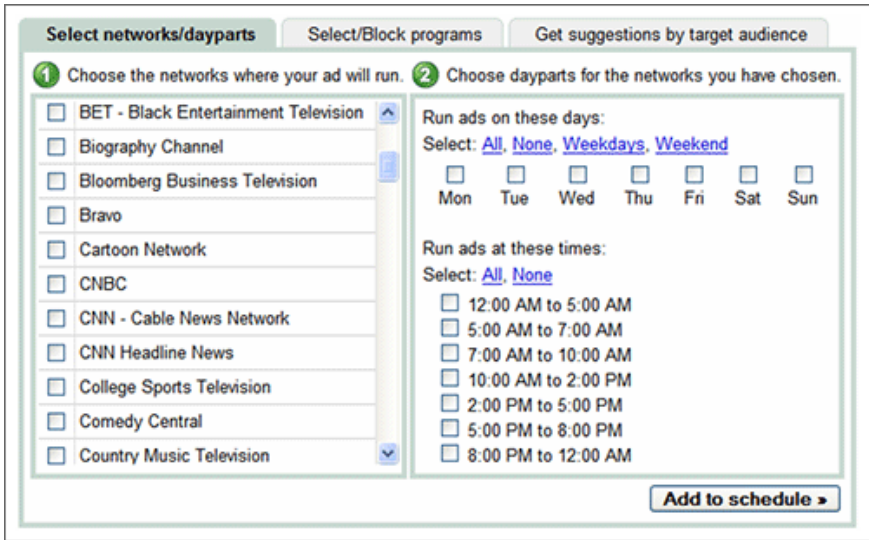 Select networks/dayparts
Select/Block programs
Get suggestions by target audience
1 Choose the networks where your ad will run.
BET - Black Entertainment Television
Biography Channel
Bloomberg Business Television
Bravo
Cartoon Network
CNBC
CNN - Cable News Network
CNN Headline News
College Sports Television
Comedy Central
Country Music Television
2 Choose dayparts for the networks you have chosen.
Run ads on these days:
Select: All, None, Weekdays, Weekend
Mon Tue Wed Thu Fri Sat Sun
Run ads at these times:
Select: All, None
12:00 AM to 5:00 AM
5:00 AM to 7:00 AM
7:00 AM to 10:00 AM
10:00 AM to 2:00 PM
2:00 PM to 5:00 PM
5:00 PM to 8:00 PM
8:00 PM to 12:00 AM
Add to schedule »